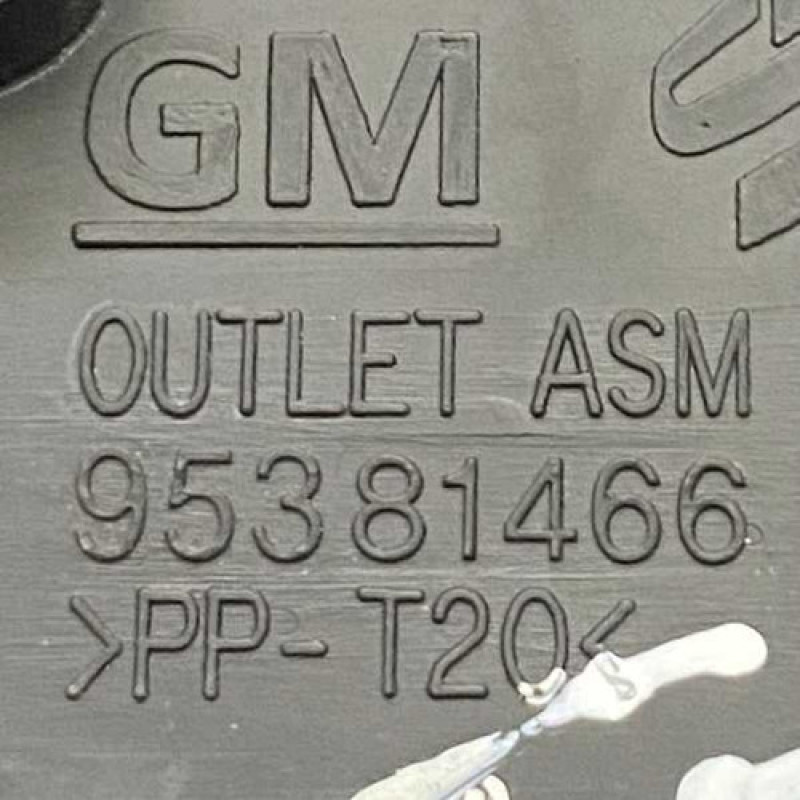 GM
OUTLET ASM
95381466
>PP-T20<